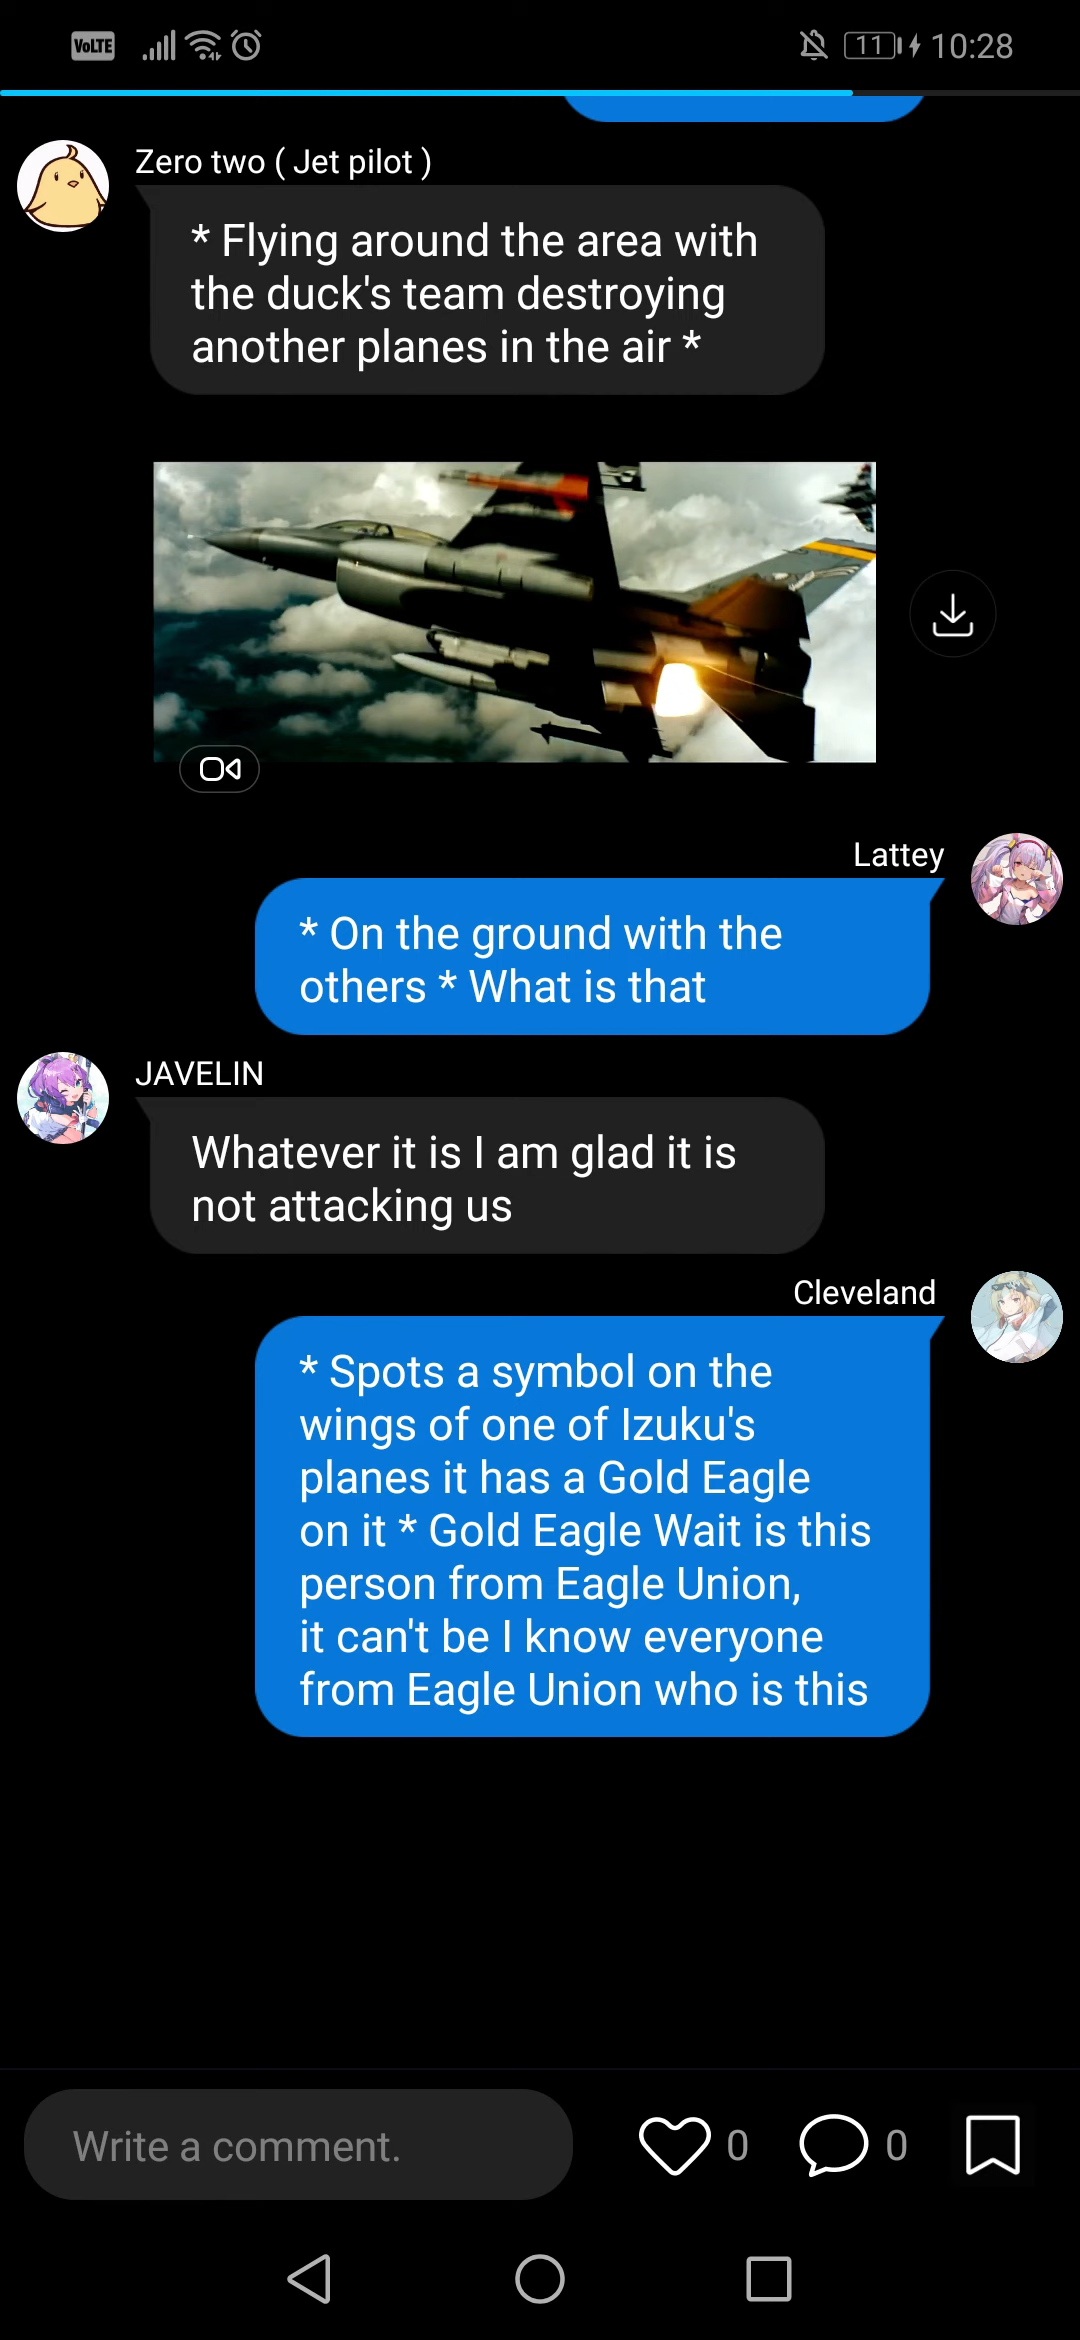 VoLTE 11 10:28
Zero two ( Jet pilot )
* Flying around the area with
the duck's team destroying
another planes in the air *
Lattey
* On the ground with the
others * What is that
JAVELIN
Whatever it is I am glad it is
not attacking us
Cleveland
* Spots a symbol on the
wings of one of Izuku's
planes it has a Gold Eagle
on it * Gold Eagle Wait is this
person from Eagle Union,
it can't be I know everyone
from Eagle Union who is this
Write a comment. 0 0